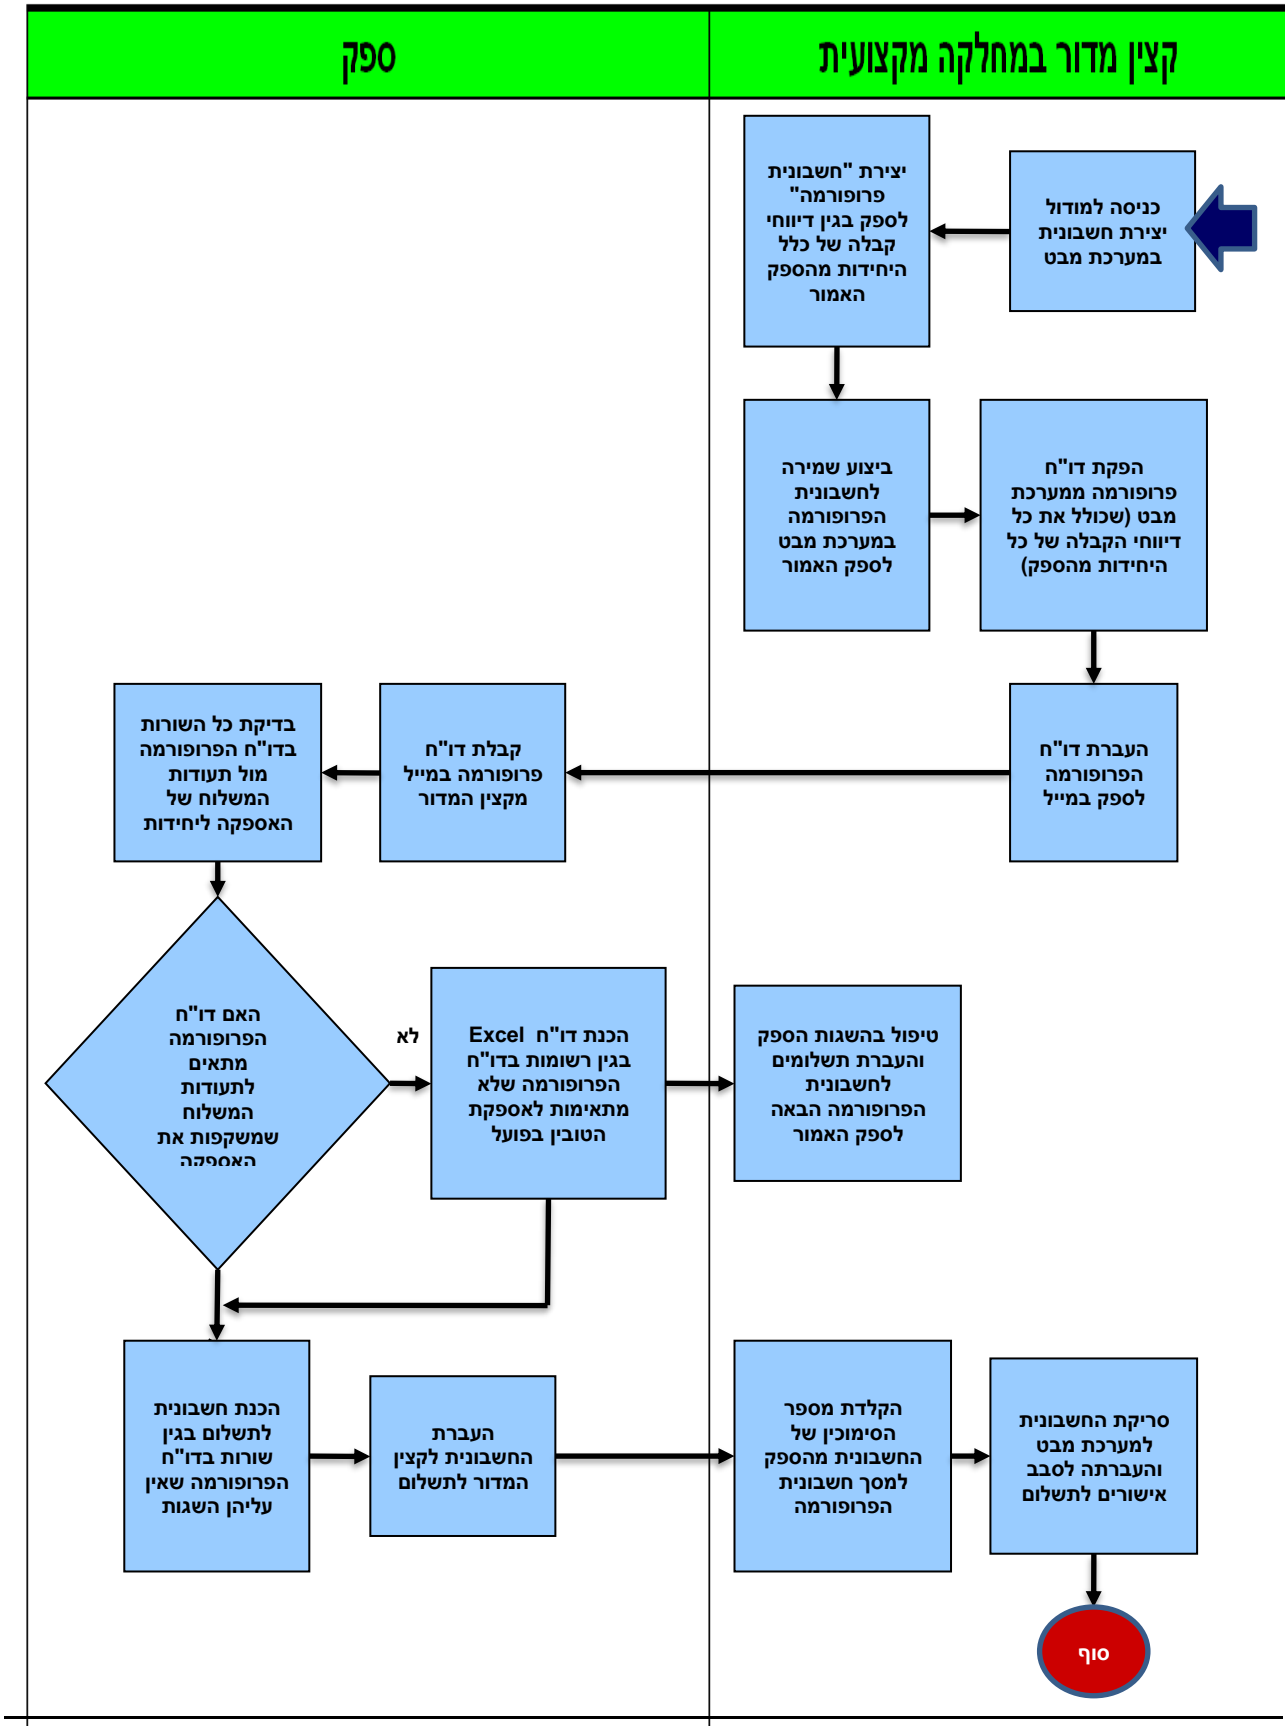 קצין מדור במחלקה מקצועית
ספק
כניסה למודול
יצירת חשבונית
במערכת מבט
יצירת "חשבונית
פרופורמה"
לספק בגין דיווחי
קבלה של כלל
היחידות מהספק
האמור
ביצוע שמירה
לחשבונית
הפרופורמה
במערכת מבט
לספק האמור
הפקת דו"ח
פרופורמה ממערכת
מבט (שכולל את כל
דיווחי הקבלה של כל
היחידות מהספק)
העברת דו"ח
הפרופורמה
לספק במייל
קבלת דו"ח
פרופורמה במייל
מקצין המדור
בדיקת כל השורות
בדו"ח הפרופורמה
מול תעודות
המשלוח של
האספקה ליחידות
האם דו"ח
הפרופורמה
מתאים
לתעודות
המשלוח
שמשקפות את
האספקה
לא
הכנת דו"ח Excel
בגין רשומות בדו"ח
הפרופורמה שלא
מתאימות לאספקת
הטובין בפועל
טיפול בהשגות הספק
והעברת תשלומים
לחשבונית
הפרופורמה הבאה
לספק האמור
הכנת חשבונית
לתשלום בגין
שורות בדו"ח
הפרופורמה שאין
עליהן השגות
העברת
החשבונית לקצין
המדור לתשלום
הקלדת מספר
הסימוכין של
החשבונית מהספק
למסך חשבונית
הפרופורמה
סריקת החשבונית
למערכת מבט
והעברתה לסבב
אישורים לתשלום
סוף